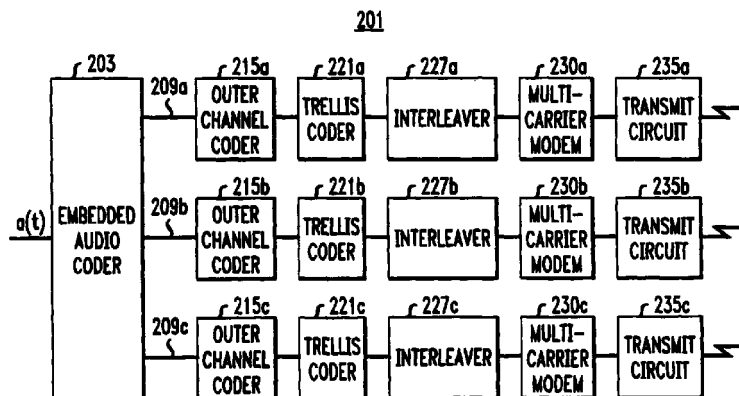 201
203
209a
215a
221a
227a
230a
235a
OUTER
CHANNEL
CODER
TRELLIS
CODER
INTERLEAVER
MULTI-
CARRIER
MODEM
TRANSMIT
CIRCUIT
a(t)
EMBEDDED
AUDIO
CODER
209b
215b
221b
227b
230b
235b
OUTER
CHANNEL
CODER
TRELLIS
CODER
INTERLEAVER
MULTI-
CARRIER
MODEM
TRANSMIT
CIRCUIT
209c
215c
221c
227c
230c
235c
OUTER
CHANNEL
CODER
TRELLIS
CODER
INTERLEAVER
MULTI-
CARRIER
MODEM
TRANSMIT
CIRCUIT